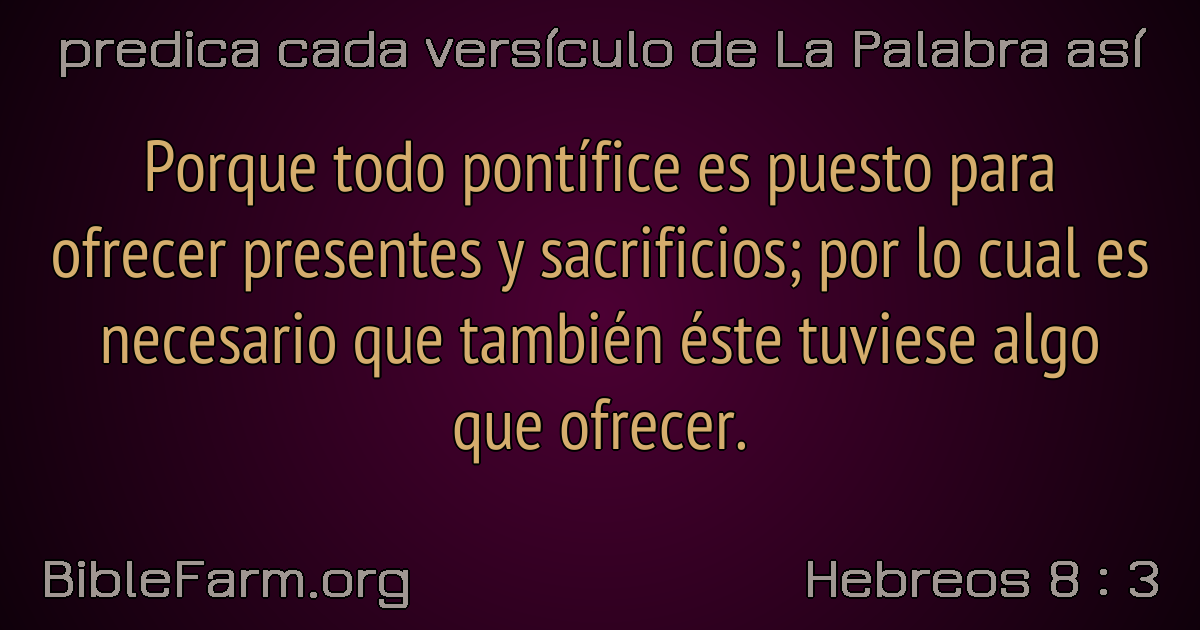 predica cada versículo de La Palabra así
Porque todo pontífice es puesto para
ofrecer presentes y sacrificios; por lo cual es
necesario que también éste tuviese algo
que ofrecer.
BibleFarm.org
Hebreos 8 : 3